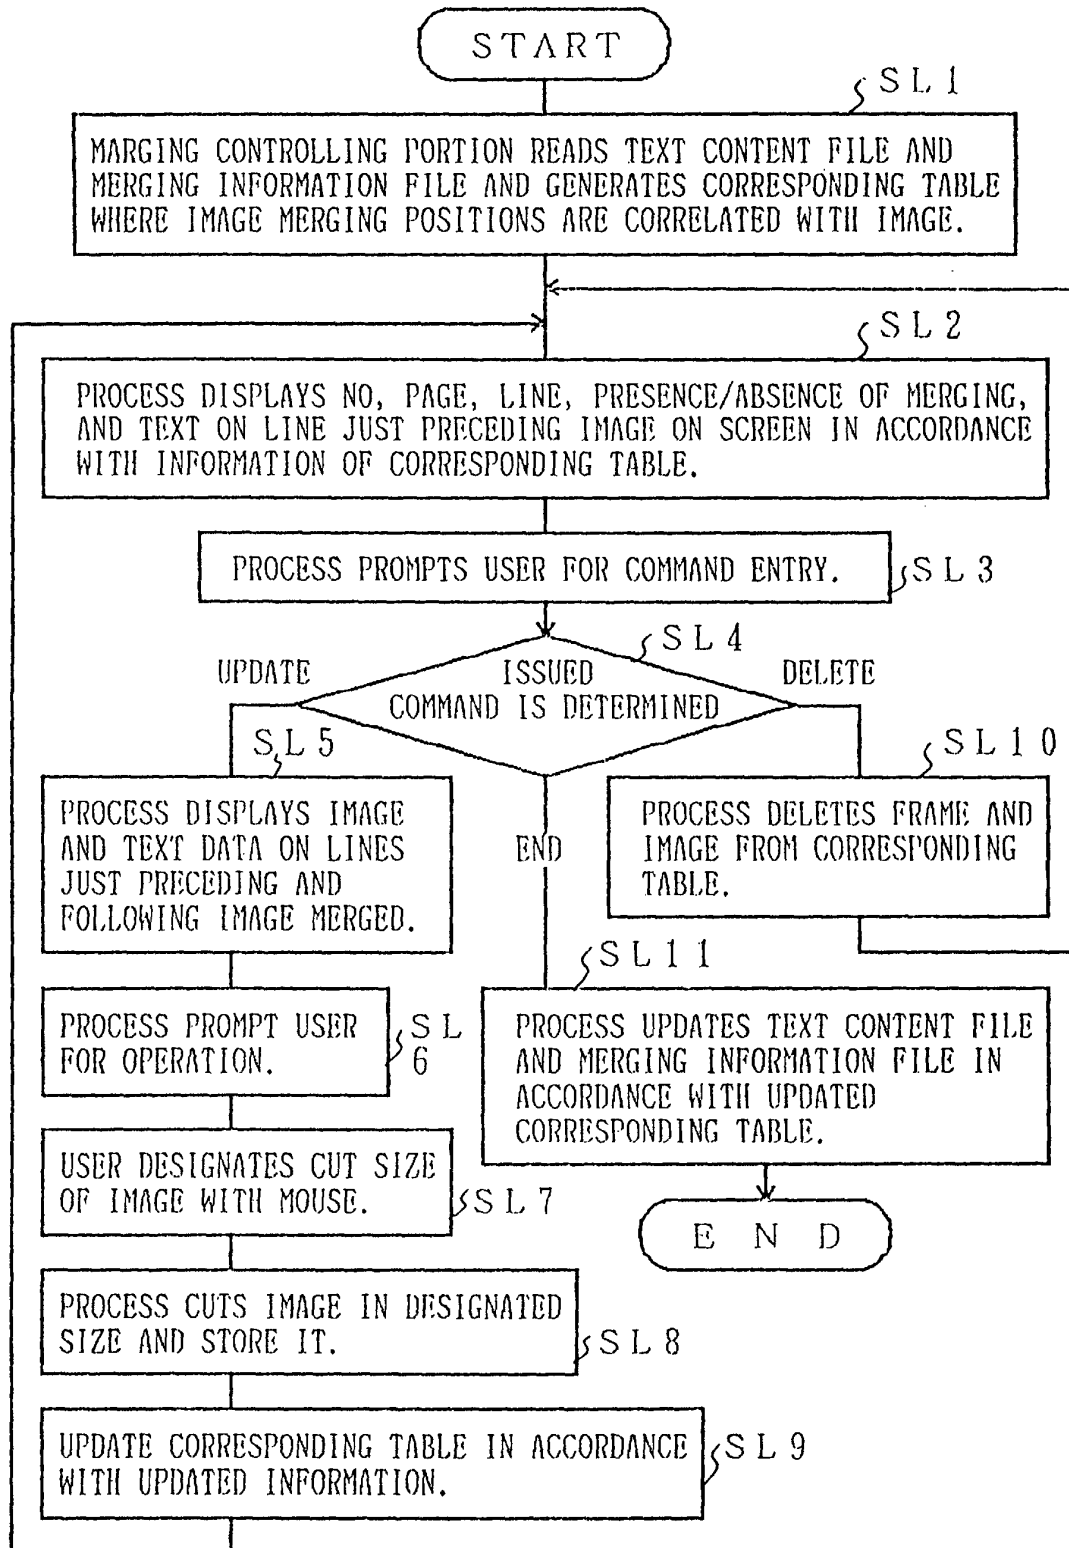 START
SL1
MARGING CONTROLLING PORTION READS TEXT CONTENT FILE AND
MERGING INFORMATION FILE AND GENERATES CORRESPONDING TABLE
WHERE IMAGE MERGING POSITIONS ARE CORRELATED WITH IMAGE.
SL2
PROCESS DISPLAYS NO, PAGE, LINE, PRESENCE/ABSENCE OF MERGING,
AND TEXT ON LINE JUST PRECEDING IMAGE ON SCREEN IN ACCORDANCE
WITH INFORMATION OF CORRESPONDING TABLE.
PROCESS PROMPTS USER FOR COMMAND ENTRY.
SL3
SL4
UPDATE
ISSUED
COMMAND IS DETERMINED
DELETE
SL5
PROCESS DISPLAYS IMAGE
AND TEXT DATA ON LINES
JUST PRECEDING AND
FOLLOWING IMAGE MERGED.
END
SL10
PROCESS DELETES FRAME AND
IMAGE FROM CORRESPONDING
TABLE.
PROCESS PROMPT USER
FOR OPERATION.
SL
6
SL11
PROCESS UPDATES TEXT CONTENT FILE
AND MERGING INFORMATION FILE IN
ACCORDANCE WITH UPDATED
CORRESPONDING TABLE.
USER DESIGNATES CUT SIZE
OF IMAGE WITH MOUSE.
SL7
END
PROCESS CUTS IMAGE IN DESIGNATED
SIZE AND STORE IT.
SL8
UPDATE CORRESPONDING TABLE IN ACCORDANCE
WITH UPDATED INFORMATION.
SL9